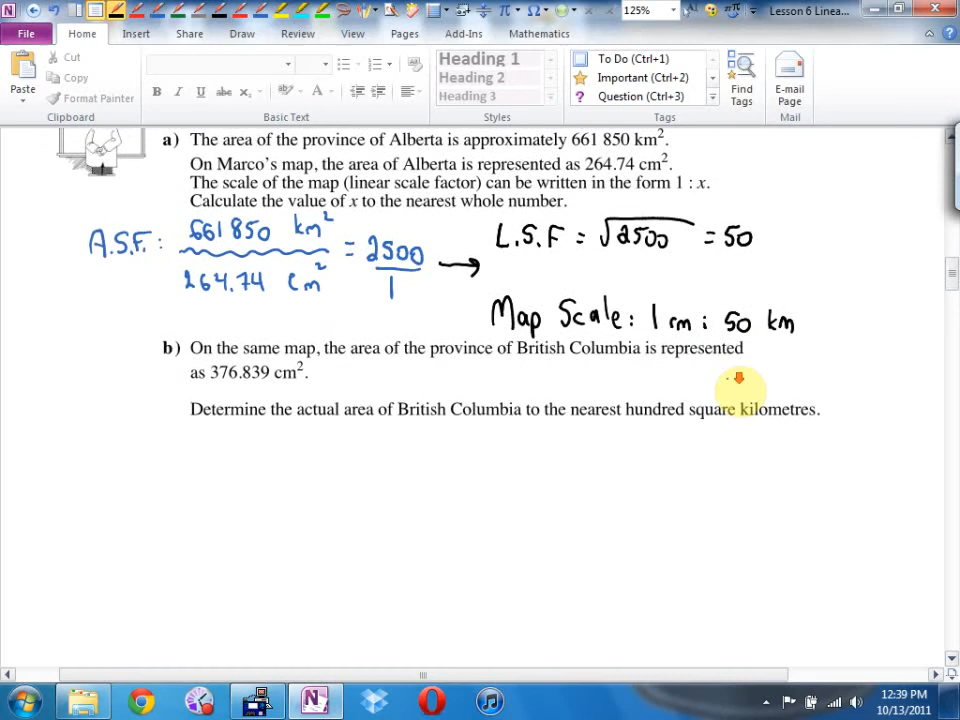 125%
Lesson 6 Linea...
File Home Insert Share Draw Review View Pages Add-Ins Mathematics
Paste
Cut
Copy
Format Painter
Clipboard
B I U abc x₂ A
Basic Text
Heading 1
Heading 2
Heading 3
Styles
To Do (Ctrl+1)
Important (Ctrl+2)
Question (Ctrl+3)
Find Tags
Tags
E-mail Page
Mail
a) The area of the province of Alberta is approximately 661 850 km².
On Marco's map, the area of Alberta is represented as 264.74 cm².
The scale of the map (linear scale factor) can be written in the form 1 : x.
Calculate the value of x to the nearest whole number.
A.S.F.: 661 850 km² / 264.74 cm² = 2500 / 1 → L.S.F = √2500 = 50
Map Scale: 1 cm : 50 km
b) On the same map, the area of the province of British Columbia is represented
as 376.839 cm².
Determine the actual area of British Columbia to the nearest hundred square kilometres.
12:39 PM
10/13/2011